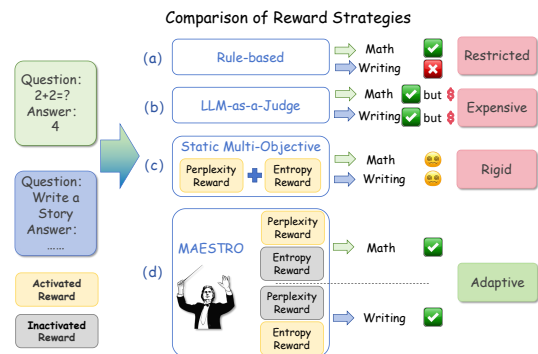 Comparison of Reward Strategies
Question:
2+2=?
Answer:
4
Question:
Write a
Story
Answer:
......
Activated
Reward
Inactivated
Reward
(a)
Rule-based
Math
Writing
Restricted
(b)
LLM-as-a-Judge
Math
but $
Writing
but $
Expensive
(c)
Static Multi-Objective
Perplexity
Reward
Entropy
Reward
Math
Writing
Rigid
(d)
MAESTRO
Perplexity
Reward
Entropy
Reward
Math
Perplexity
Reward
Entropy
Reward
Writing
Adaptive